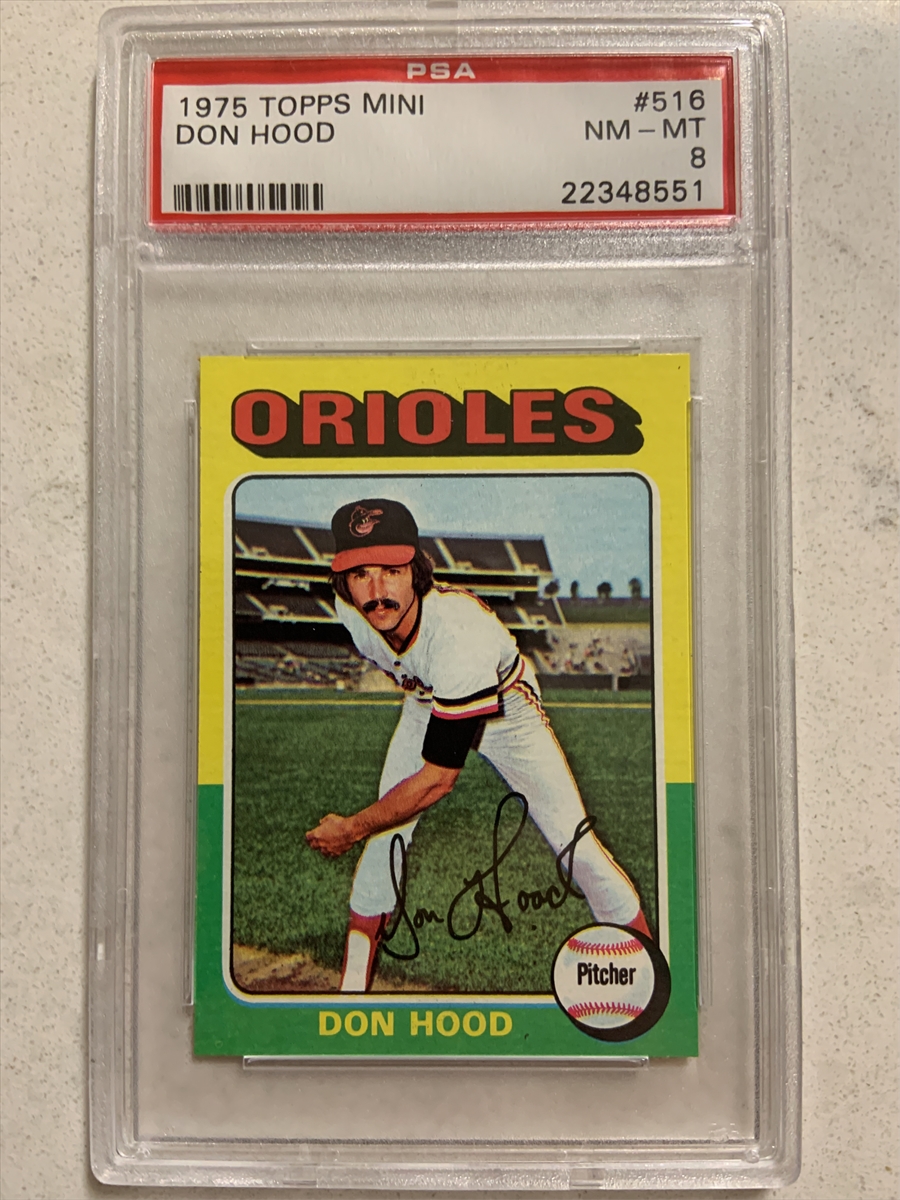 PSA
1975 TOPPS MINI #516
DON HOOD NM – MT
8
22348551
ORIOLES
Don Hood
Pitcher
DON HOOD